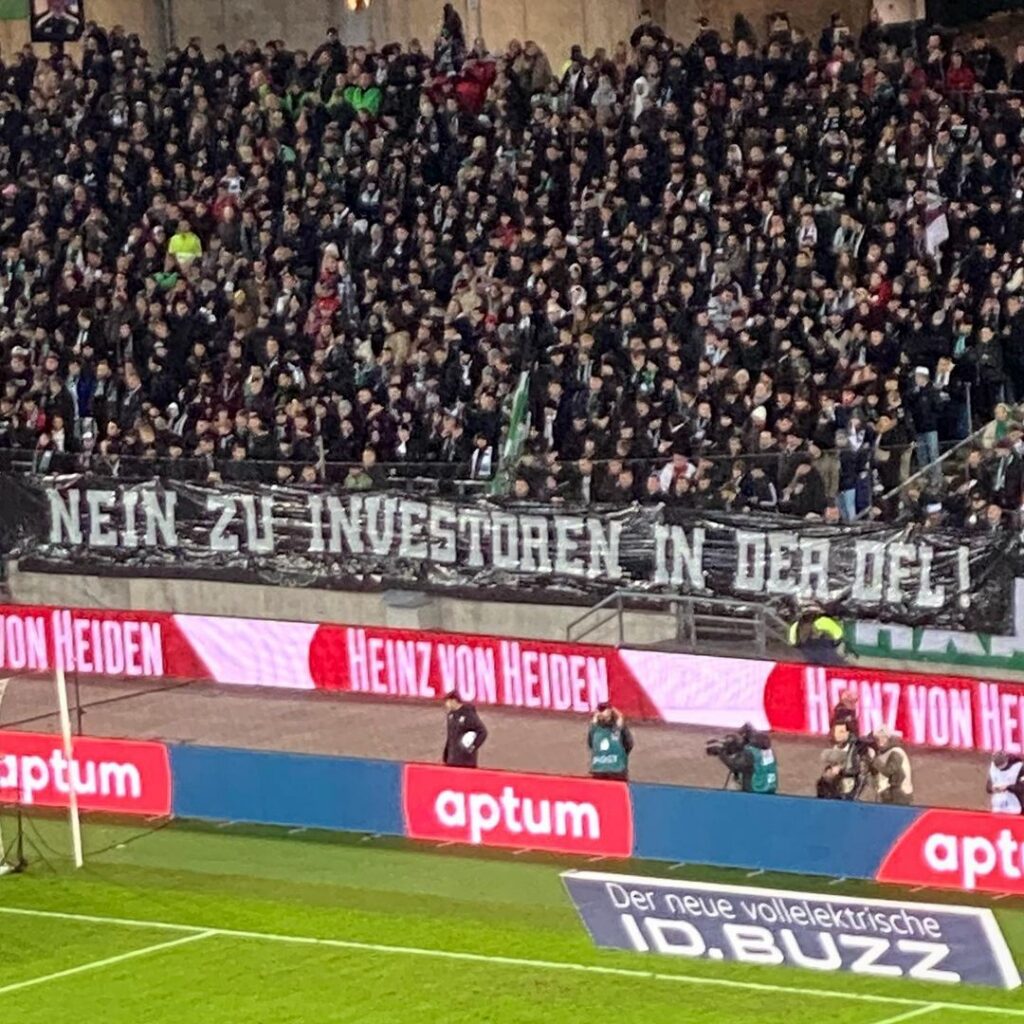 NEIN ZU INVESTOREN IN DER DFL!
VON HEIDEN
HEINZ VON HEIDEN
HEINZ VON HE
aptum
aptum
apt
Der neue vollelektrische
ID.BUZZ